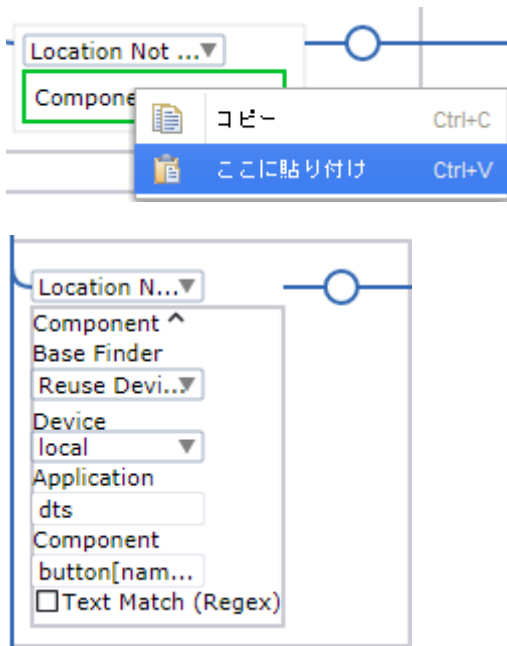 Location Not ...▼
Compone
コピー Ctrl+C
ここに貼り付け Ctrl+V
Location N...▼
Component ^
Base Finder
Reuse Devi...▼
Device
local ▼
Application
dts
Component
button[nam...
Text Match (Regex)